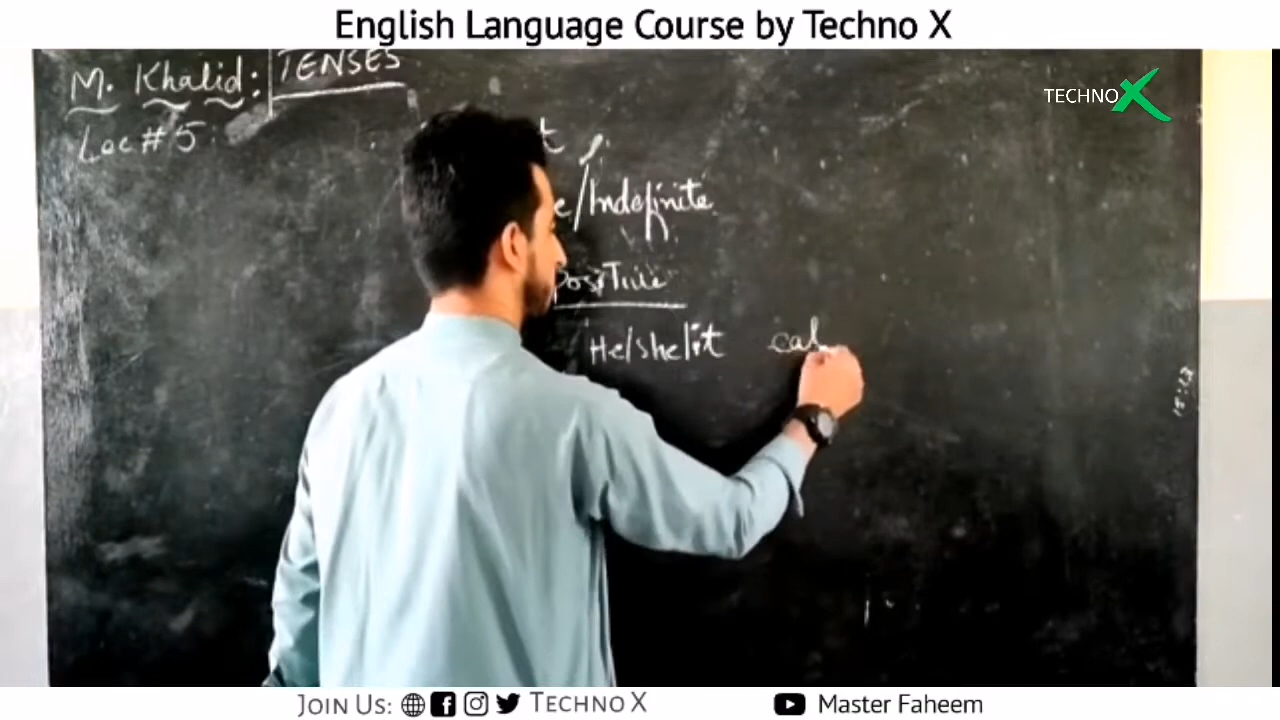 English Language Course by Techno X
M. Khalid: TENSES
TECHNO X
Lec # 5:
t
e/Indefinite
Positive
He/she/it
JOIN US: TECHNO X Master Faheem